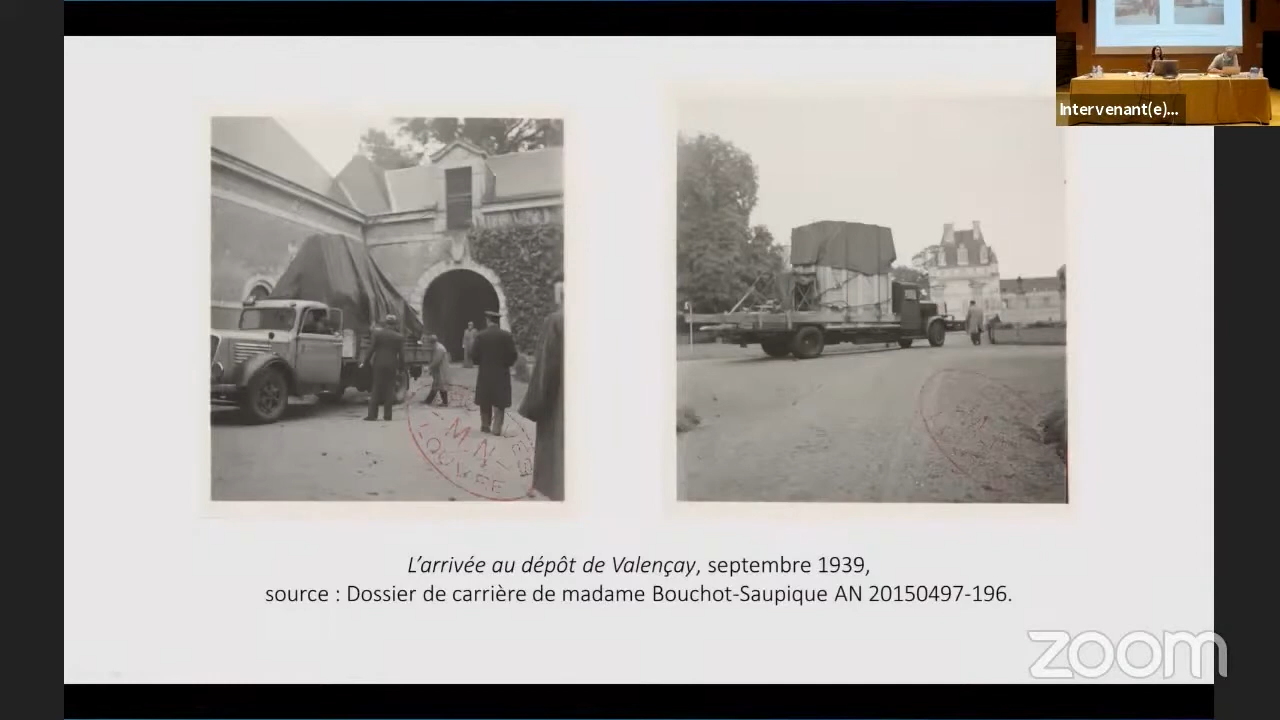 Intervenant(e)...
M.N
LOUVRE
L'arrivée au dépôt de Valençay, septembre 1939,
source : Dossier de carrière de madame Bouchot-Saupique AN 20150497-196.
zoom